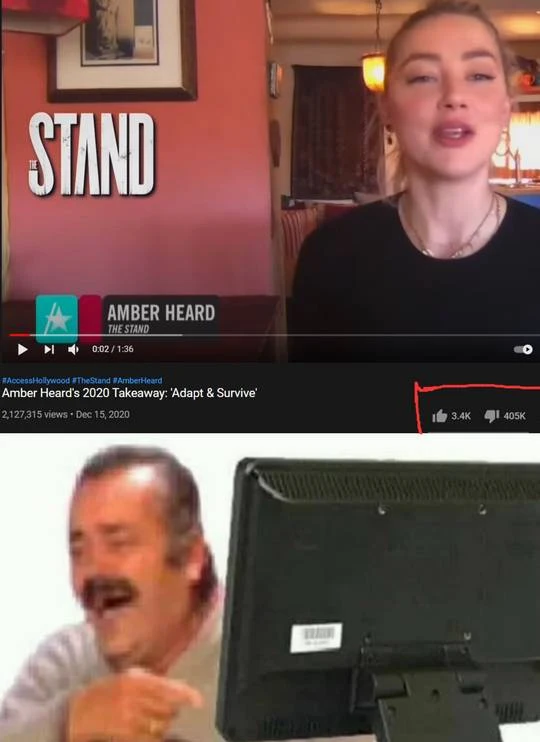 THE STAND
AMBER HEARD
THE STAND
0:02 / 1:36
#AccessHollywood #TheStand #AmberHeard
Amber Heard's 2020 Takeaway: 'Adapt & Survive'
2,127,315 views • Dec 15, 2020
3.4K 405K